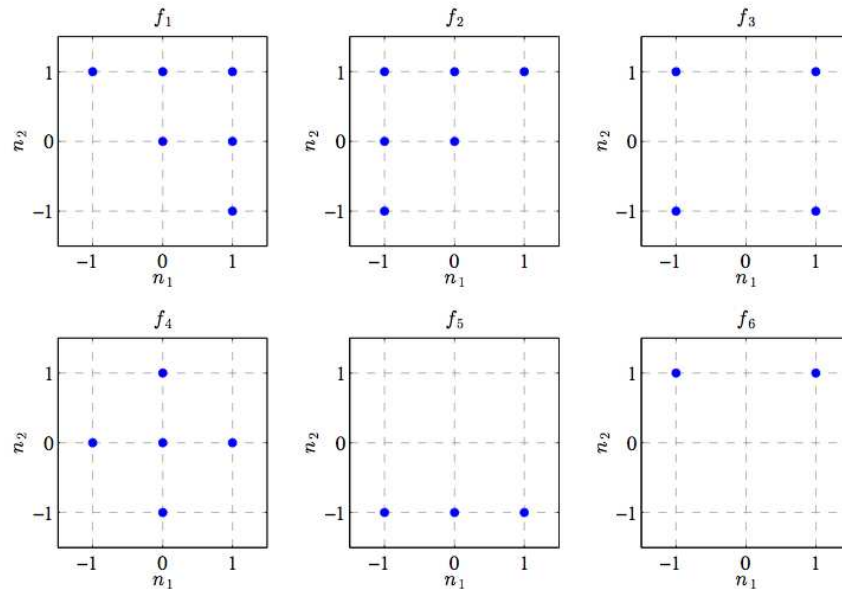 f₁ f₂ f₃
1 1 1
n₂ 0 n₂ 0 n₂ 0
−1 −1 −1
−1 0 1 −1 0 1 −1 0 1
n₁ n₁ n₁
f₄ f₅ f₆
1 1 1
n₂ 0 n₂ 0 n₂ 0
−1 −1 −1
−1 0 1 −1 0 1 −1 0 1
n₁ n₁ n₁